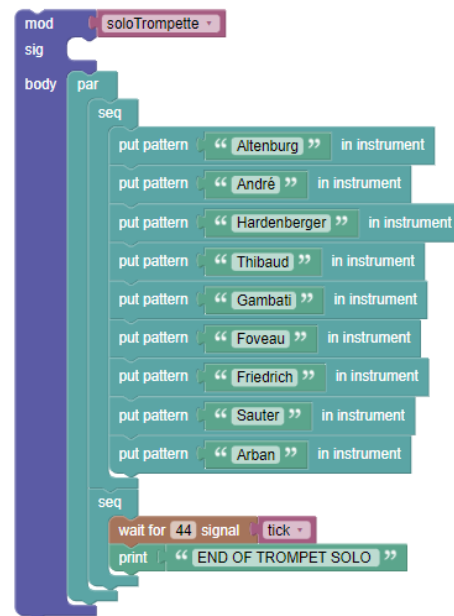 mod soloTrompette
sig
body par
seq
put pattern “ Altenburg ” in instrument
put pattern “ André ” in instrument
put pattern “ Hardenberger ” in instrument
put pattern “ Thibaud ” in instrument
put pattern “ Gambati ” in instrument
put pattern “ Foveau ” in instrument
put pattern “ Friedrich ” in instrument
put pattern “ Sauter ” in instrument
put pattern “ Arban ” in instrument
seq
wait for 44 signal tick
print “ END OF TROMPET SOLO ”